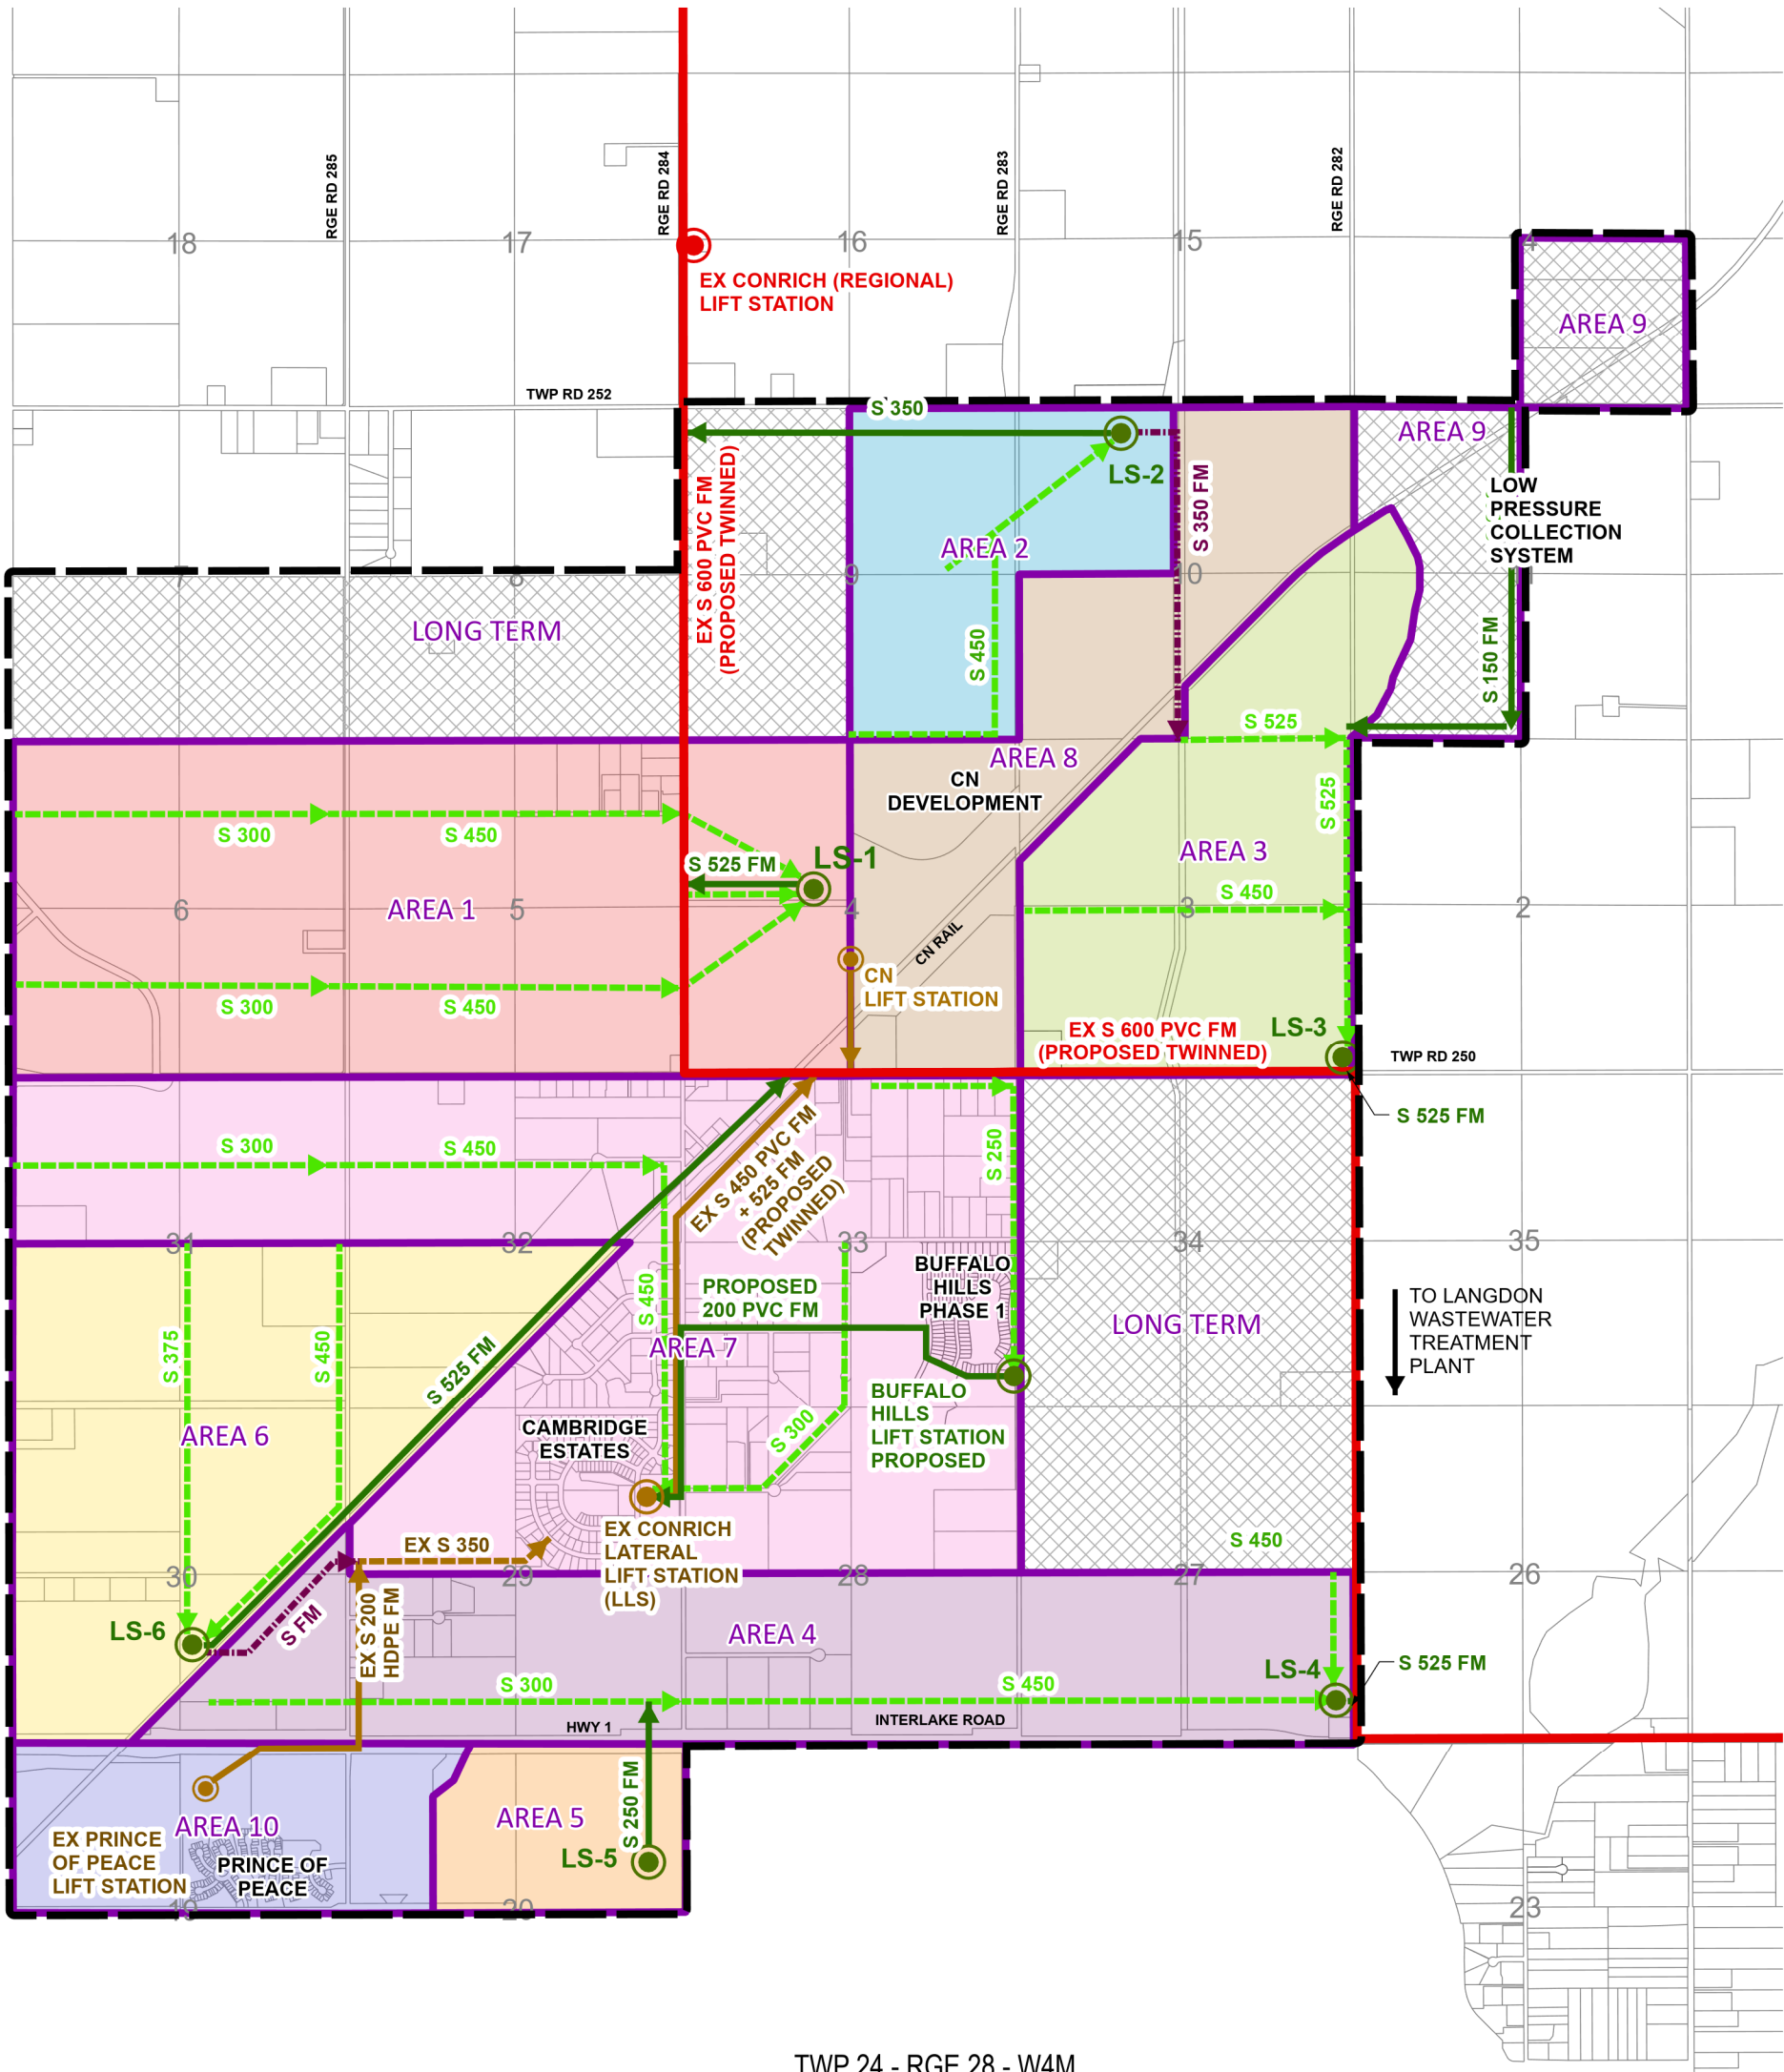 RGE RD 285
RGE RD 284
RGE RD 283
RGE RD 282
18
17
16
15
14
EX CONRICH (REGIONAL)
LIFT STATION
AREA 9
TWP RD 252
S 350
AREA 9
LS-2
EX S 600 PVC FM
(PROPOSED TWINNED)
S 350 FM
LOW
PRESSURE
COLLECTION
SYSTEM
AREA 2
7
8
9
10
LONG TERM
S 450
S 150 FM
S 525
AREA 8
CN
DEVELOPMENT
S 525
S 300
S 450
LS-1
S 525 FM
AREA 3
S 450
6
AREA 1
5
4
3
2
CN RAIL
CN
LIFT STATION
S 300
S 450
EX S 600 PVC FM
(PROPOSED TWINNED)
LS-3
TWP RD 250
S 525 FM
S 300
S 450
EX S 450 PVC FM
+ 525 FM
(PROPOSED
TWINNED)
S 250
31
32
33
34
35
BUFFALO
HILLS
PHASE 1
S 450
PROPOSED
200 PVC FM
TO LANGDON
WASTEWATER
TREATMENT
PLANT
LONG TERM
AREA 7
S 375
S 450
S 525 FM
BUFFALO
HILLS
LIFT STATION
PROPOSED
AREA 6
CAMBRIDGE
ESTATES
S 300
EX CONRICH
LATERAL
LIFT STATION
(LLS)
EX S 350
S 450
30
29
28
27
26
LS-6
S FM
EX S 200
HDPE FM
AREA 4
S 300
S 450
LS-4
S 525 FM
HWY 1
INTERLAKE ROAD
S 250 FM
AREA 5
AREA 10
EX PRINCE
OF PEACE
LIFT STATION
PRINCE OF
PEACE
LS-5
19
20
23
TWP 24 - RGE 28 - W4M